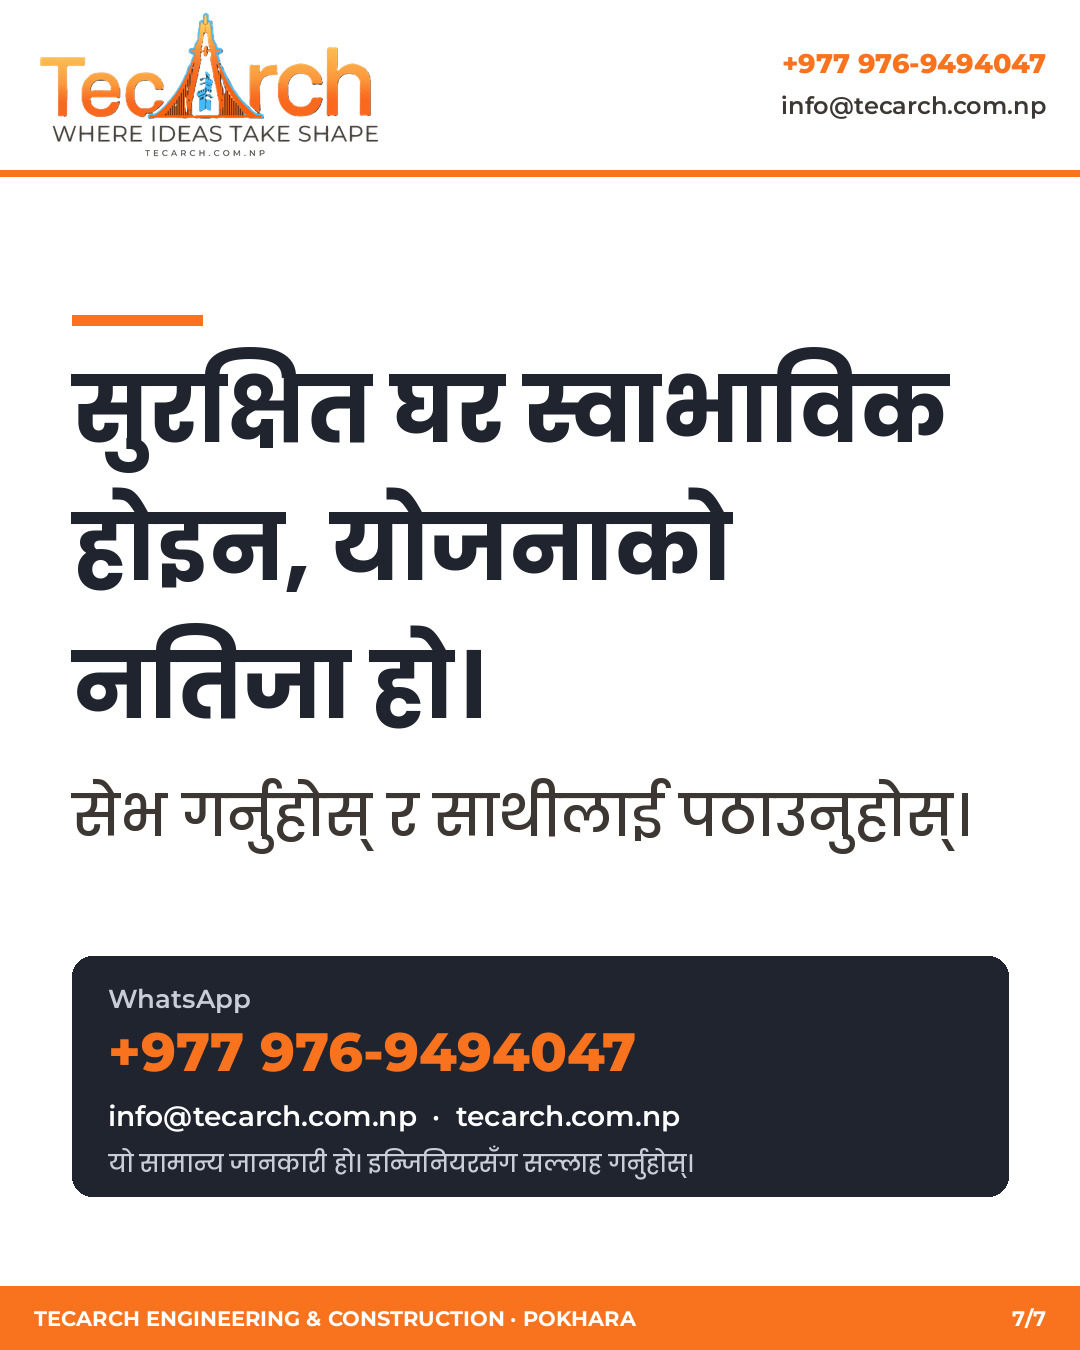 TecArch
WHERE IDEAS TAKE SHAPE
TECARCH.COM.NP
+977 976-9494047
info@tecarch.com.np
सुरक्षित घर स्वाभाविक
होइन, योजनाको
नतिजा हो।
सेभ गर्नुहोस् र साथीलाई पठाउनुहोस्।
WhatsApp
+977 976-9494047
info@tecarch.com.np · tecarch.com.np
यो सामान्य जानकारी हो। इन्जिनियरसँग सल्लाह गर्नुहोस्।
TECARCH ENGINEERING & CONSTRUCTION · POKHARA
7/7